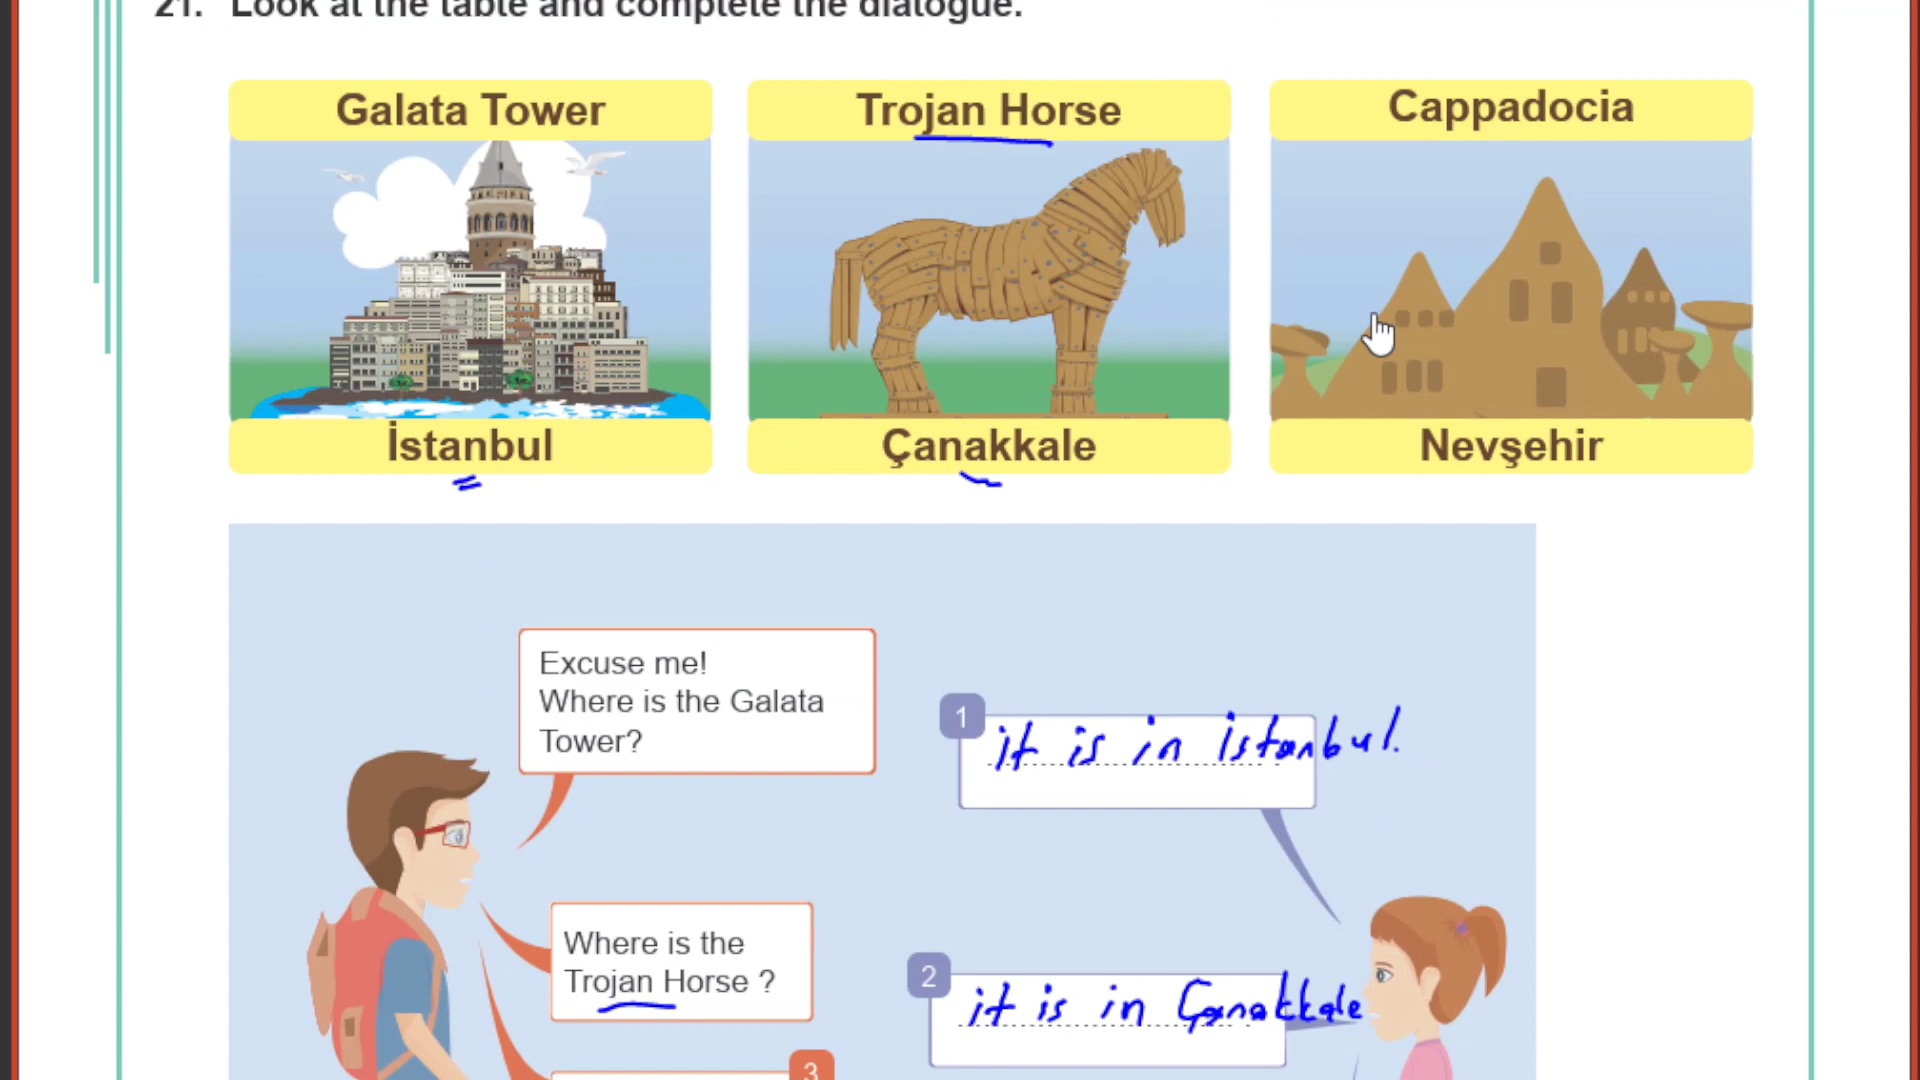 21. Look at the table and complete the dialogue.
Galata Tower
Trojan Horse
Cappadocia
İstanbul
Çanakkale
Nevşehir
Excuse me!
Where is the Galata
Tower?
1
it is in istanbul.
Where is the
Trojan Horse ?
2
it is in Çanakkale
3